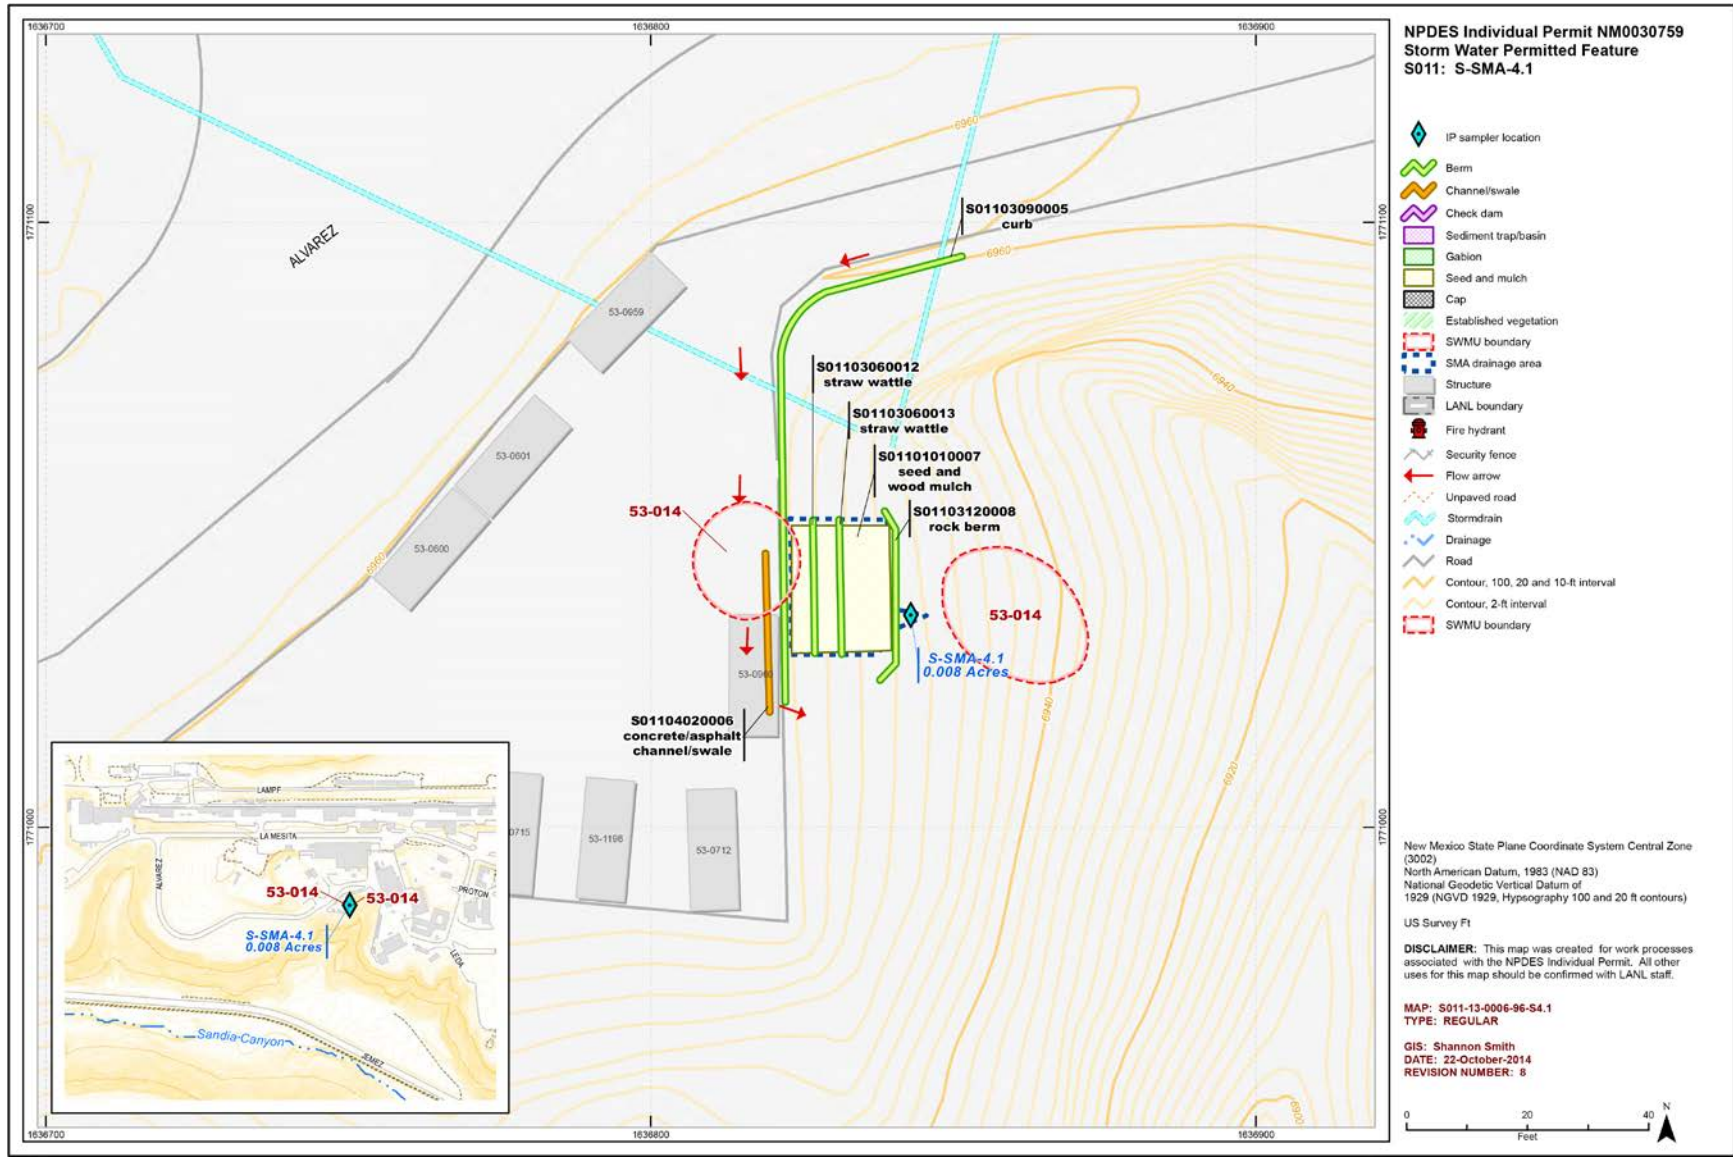 1636700
1636800
1636900
NPDES Individual Permit NM0030759
Storm Water Permitted Feature
S011: S-SMA-4.1
IP sampler location
Berm
Channel/swale
Check dam
Sediment trap/basin
Gabion
Seed and mulch
Cap
Established vegetation
SWMU boundary
SMA drainage area
Structure
LANL boundary
Fire hydrant
Security fence
Flow arrow
Unpaved road
Stormdrain
Drainage
Road
Contour, 100, 20 and 10-ft interval
Contour, 2-ft interval
SWMU boundary
1771100
1771100
ALVAREZ
6960
S01103090005
curb
6960
53-0959
S01103060012
straw wattle
6940
S01103060013
straw wattle
53-0601
S01101010007
seed and
wood mulch
53-014
S01103120008
rock berm
53-0600
6960
53-014
S-SMA-4.1
0.008 Acres
53-0960
6940
S01104020006
concrete/asphalt
channel/swale
6920
1771000
1771000
0715
53-1198
53-0712
6900
LAMPF
LA MESITA
ALVAREZ
53-014
53-014
PROTON
S-SMA-4.1
0.008 Acres
LEDA
Sandia-Canyon
JEMEZ
1636700
1636800
1636900
New Mexico State Plane Coordinate System Central Zone
(3002)
North American Datum, 1983 (NAD 83)
National Geodetic Vertical Datum of
1929 (NGVD 1929, Hypsography 100 and 20 ft contours)
US Survey Ft
DISCLAIMER: This map was created for work processes
associated with the NPDES Individual Permit. All other
uses for this map should be confirmed with LANL staff.
MAP: S011-13-0006-96-S4.1
TYPE: REGULAR
GIS: Shannon Smith
DATE: 22-October-2014
REVISION NUMBER: 8
0 20 40
Feet
N